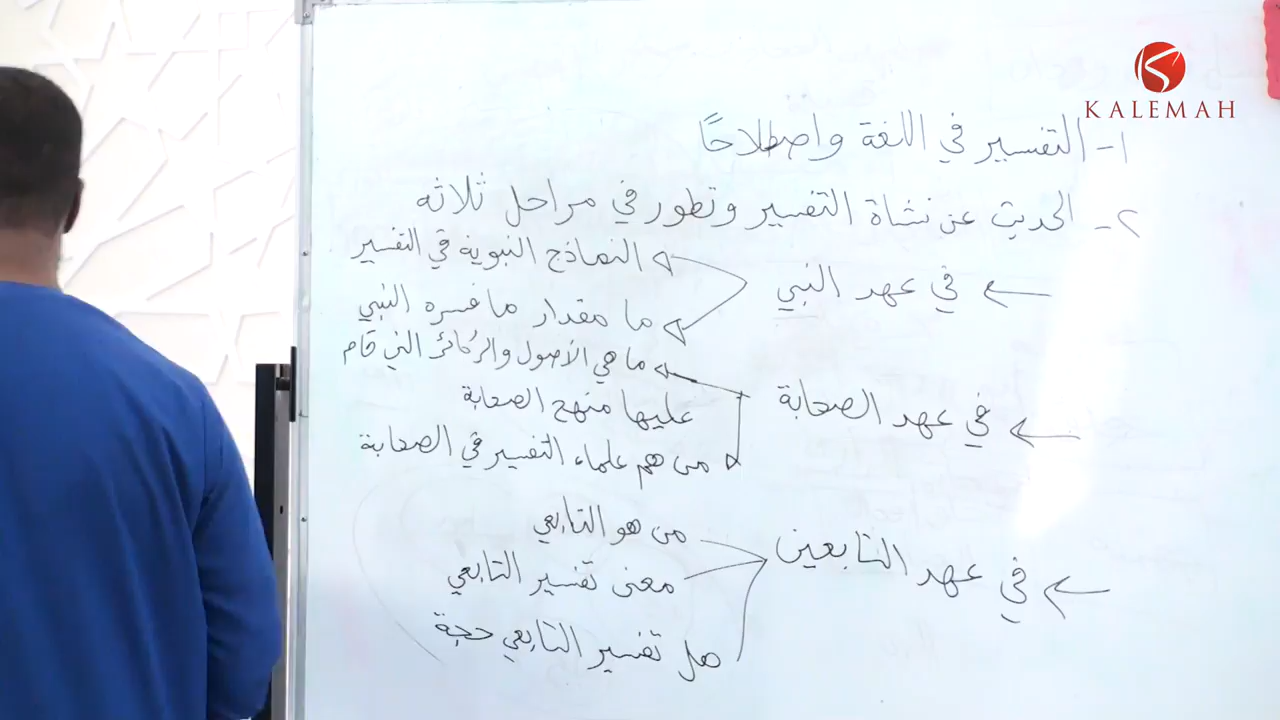 KALEMAH
١- التفسير في اللغة واصطلاحًا
٢- الحديث عن نشاة التفسير وتطور في مراحل ثلاثه
← في عهد النبي
النماذج النبوية في التفسير
ما مقدار ما فسره النبي
← في عهد الصحابة
ما هي الأصول والركائز التي قام
عليها منهج الصحابة
من هم علماء التفسير في الصحابة
← في عهد التابعين
من هو التابعي
معنى تفسير التابعي
هل تفسير التابعي حجة